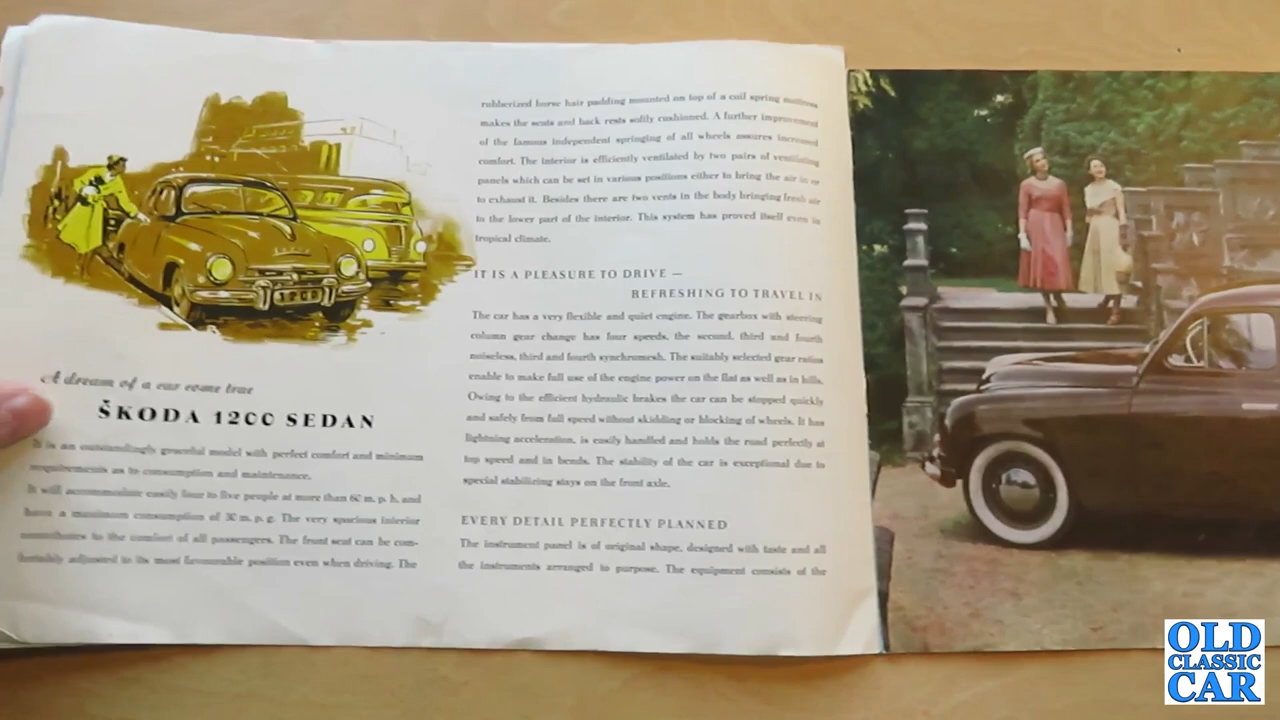 A dream of a car come true
ŠKODA 1200 SEDAN
It is an outstandingly graceful model with perfect comfort and minimum
requirements as to consumption and maintenance.
It will accommodate easily four to five people at more than 60 m. p. h. and
have a maximum consumption of 30 m. p. g. The very spacious interior
contributes to the comfort of all passengers. The front seat can be com-
fortably adjusted to its most favourable position even when driving. The
rubberized horse hair padding mounted on top of a coil spring mattress
makes the seats and back rests softly cushioned. A further improvement
of the famous independent springing of all wheels assures increased
comfort. The interior is efficiently ventilated by two pairs of ventilating
panels which can be set in various positions either to bring the air in or
to exhaust it. Besides there are two vents in the body bringing fresh air
to the lower part of the interior. This system has proved itself even in
tropical climate.
IT IS A PLEASURE TO DRIVE —
REFRESHING TO TRAVEL IN
The car has a very flexible and quiet engine. The gearbox with steering
column gear change has four speeds, the second, third and fourth
noiseless, third and fourth synchromesh. The suitably selected gear ratios
enable to make full use of the engine power on the flat as well as in hills.
Owing to the efficient hydraulic brakes the car can be stopped quickly
and safely from full speed without skidding or blocking of wheels. It has
lightning acceleration, is easily handled and holds the road perfectly at
top speed and in bends. The stability of the car is exceptional due to
special stabilizing stays on the front axle.
EVERY DETAIL PERFECTLY PLANNED
The instrument panel is of original shape, designed with taste and all
the instruments arranged to purpose. The equipment consists of the
1200
OLD
CLASSIC
CAR